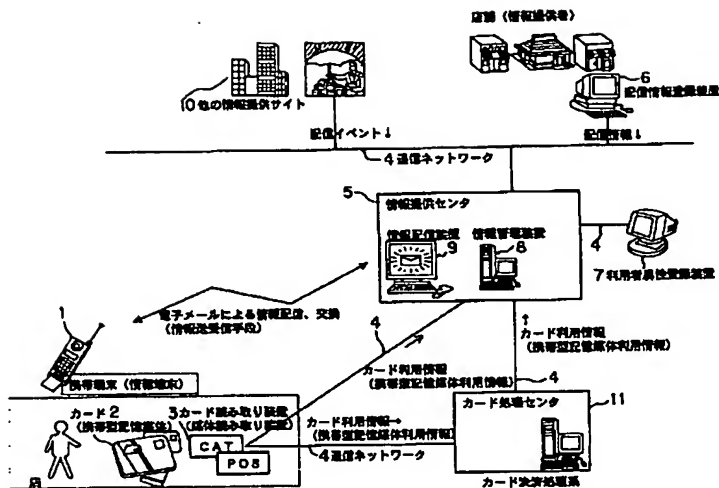 店舗（情報提供者）
6
配信情報登録装置
10他の情報提供サイト
配信イベント↓
配信情報↓
4通信ネットワーク
5
情報提供センタ
情報配信装置
情報管理装置
9
8
4
7利用者属性登録装置
1
電子メールによる情報配信、交換
（情報送受信手段）
4
↑
カード利用情報
（携帯型記憶媒体利用情報）
携帯端末（情報端末）
カード利用情報
（携帯型記憶媒体利用情報）
4
カード2
（携帯型記憶媒体）
3カード読み取り装置
（媒体読み取り装置）
カード利用情報→
（携帯型記憶媒体利用情報）
カード処理センタ
11
CAT
POS
4通信ネットワーク
カード決済処理系